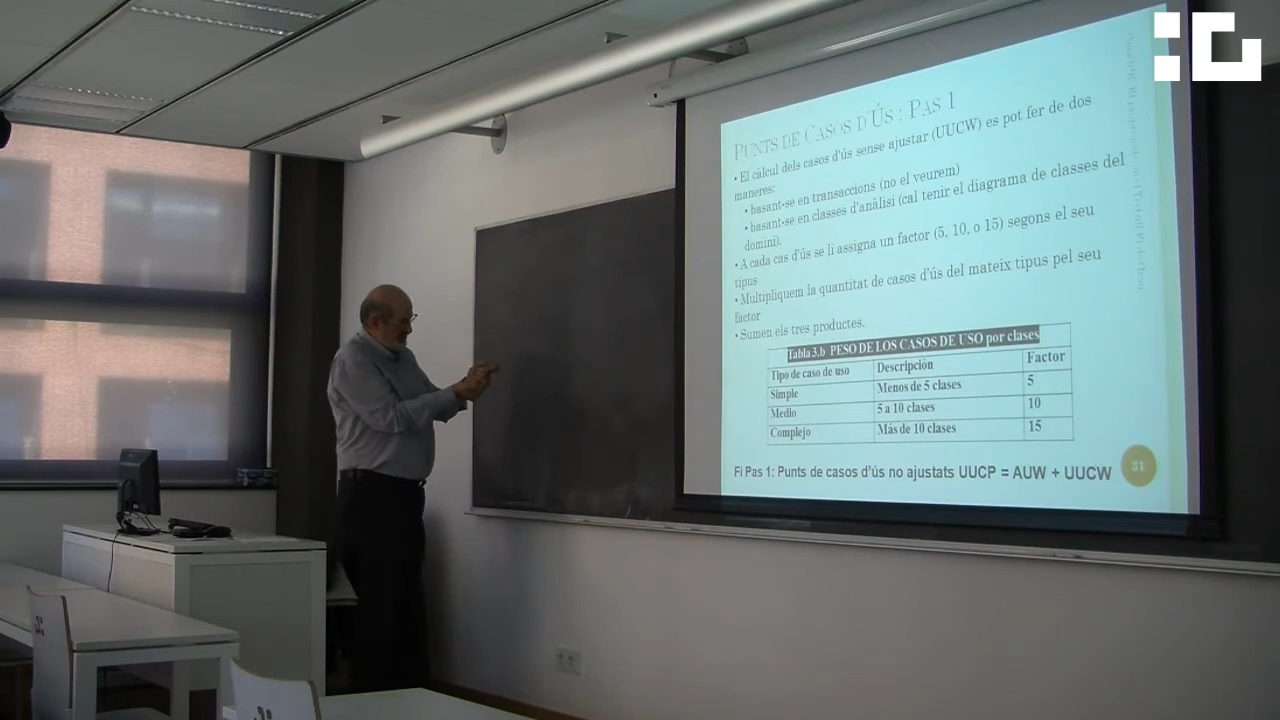 PUNTS DE CASOS D'ÚS : PAS 1
• El càlcul dels casos d'ús sense ajustar (UUCW) es pot fer de dos
maneres:
• basant-se en transaccions (no el veurem)
• basant-se en classes d'anàlisi (cal tenir el diagrama de classes del
domini).
• A cada cas d'ús se li assigna un factor (5, 10, o 15) segons el seu
tipus
• Multipliquem la quantitat de casos d'ús del mateix tipus pel seu
factor
• Sumen els tres productes.
Tabla 3.b PESO DE LOS CASOS DE USO por clases
Tipo de caso de uso Descripción Factor
Simple Menos de 5 clases 5
Medio 5 a 10 clases 10
Complejo Más de 10 clases 15
Fi Pas 1: Punts de casos d'ús no ajustats UUCP = AUW + UUCW
31